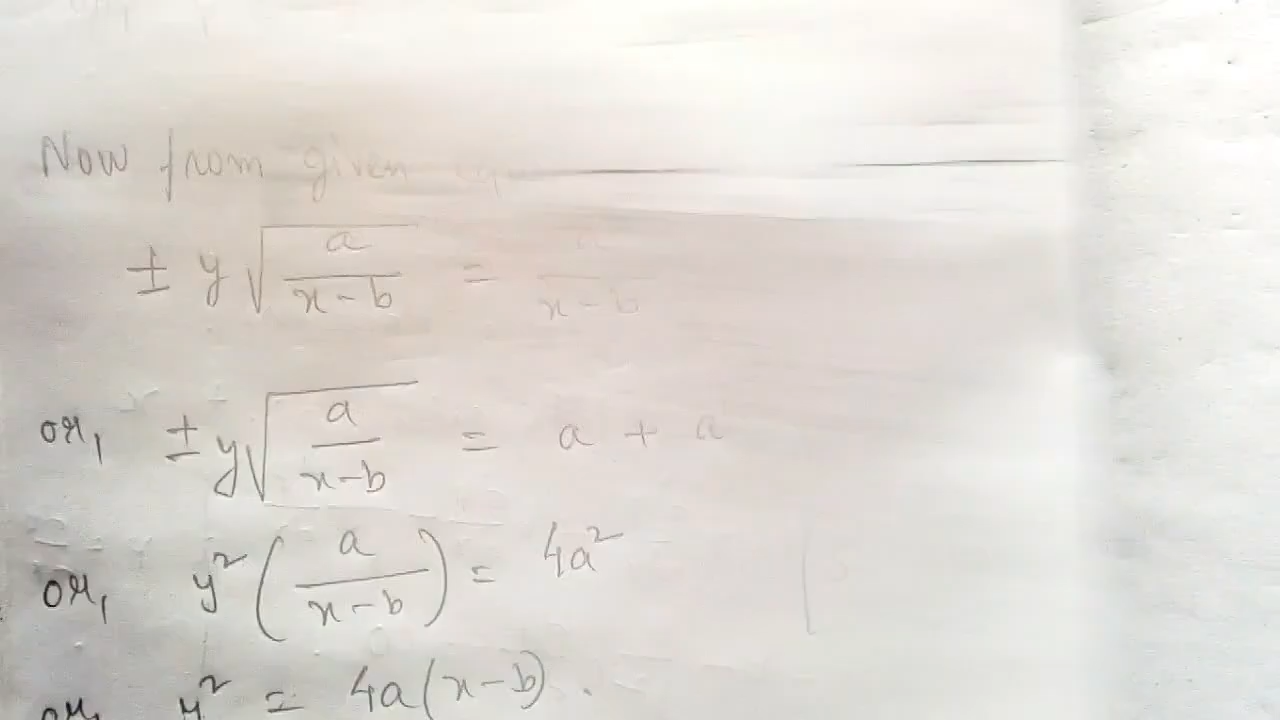 Now from given
± y √(a/(x-b)) = a/(x-b)
or, ± y √(a/(x-b)) = a + a
or, y² (a/(x-b)) = 4a²
or, y² = 4a(x-b).